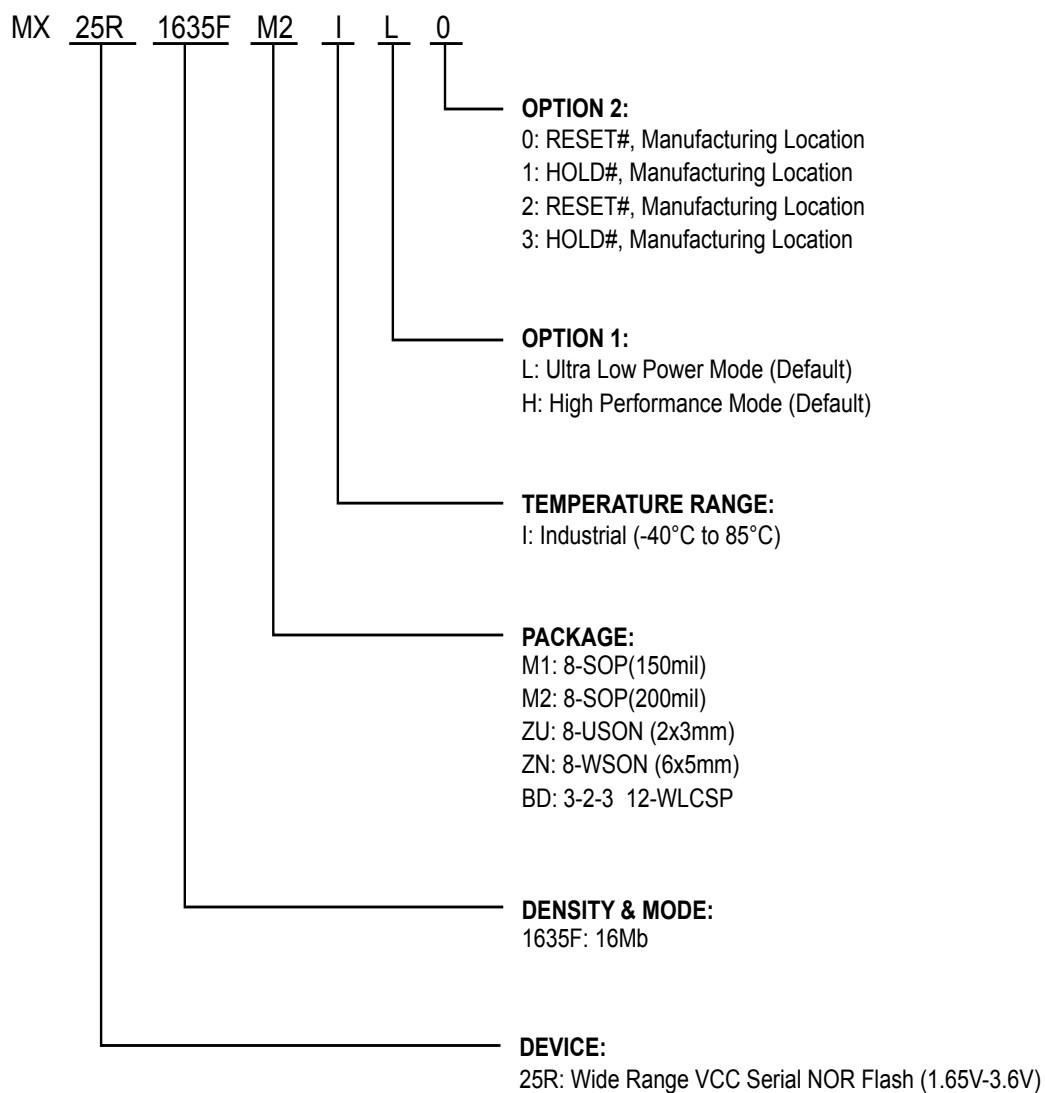 MX 25R 1635F M2 I L 0
OPTION 2:
0: RESET#, Manufacturing Location
1: HOLD#, Manufacturing Location
2: RESET#, Manufacturing Location
3: HOLD#, Manufacturing Location
OPTION 1:
L: Ultra Low Power Mode (Default)
H: High Performance Mode (Default)
TEMPERATURE RANGE:
I: Industrial (-40°C to 85°C)
PACKAGE:
M1: 8-SOP(150mil)
M2: 8-SOP(200mil)
ZU: 8-USON (2x3mm)
ZN: 8-WSON (6x5mm)
BD: 3-2-3 12-WLCSP
DENSITY & MODE:
1635F: 16Mb
DEVICE:
25R: Wide Range VCC Serial NOR Flash (1.65V-3.6V)